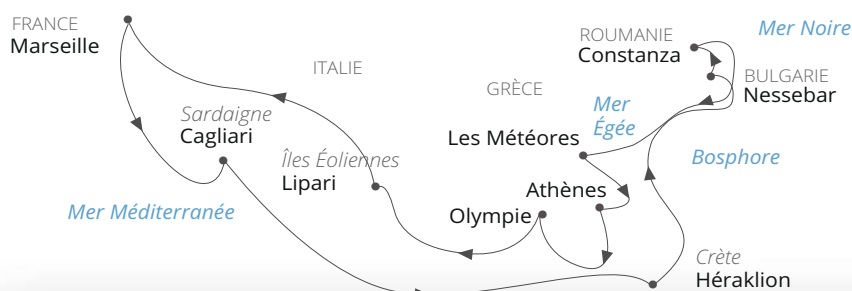 FRANCE
Marseille
ROUMANIE
Constanza
Mer Noire
ITALIE
BULGARIE
Nessebar
GRÈCE
Mer
Égée
Sardaigne
Cagliari
Les Météores
Bosphore
Îles Éoliennes
Lipari
Athènes
Mer Méditerranée
Olympie
Crète
Héraklion